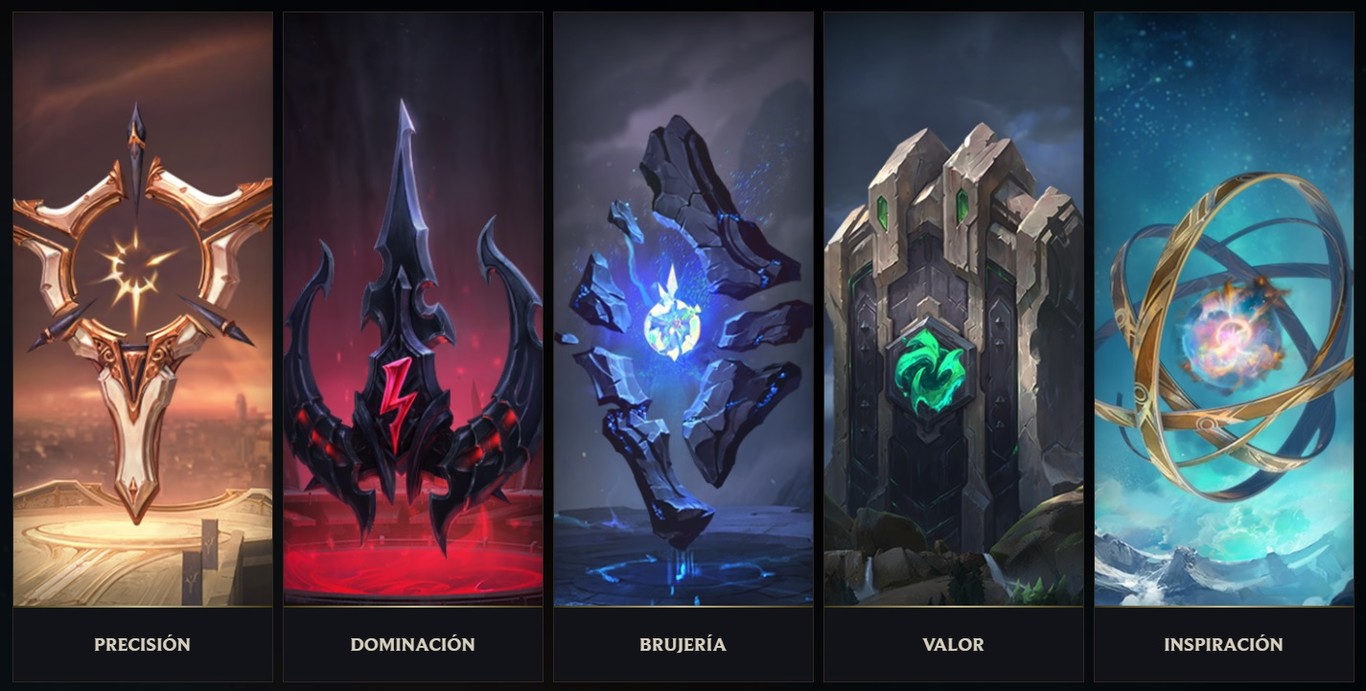 PRECISIÓN
DOMINACIÓN
BRUJERÍA
VALOR
INSPIRACIÓN